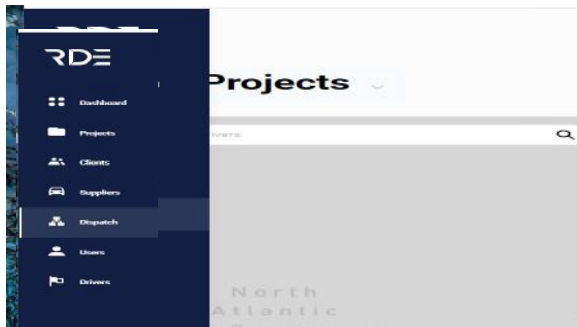 RDE
Projects
Dashboard
Projects
Clients
Suppliers
Dispatch
Users
Drivers
North
Atlantic